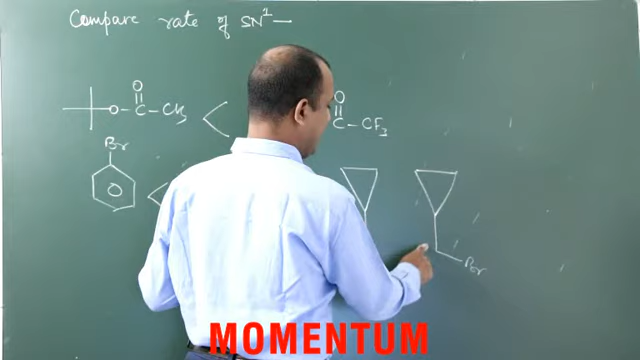 Compare rate of SN1 —
O O
O – C – CH3 < C – CF3
Br
<
Br
MOMENTUM